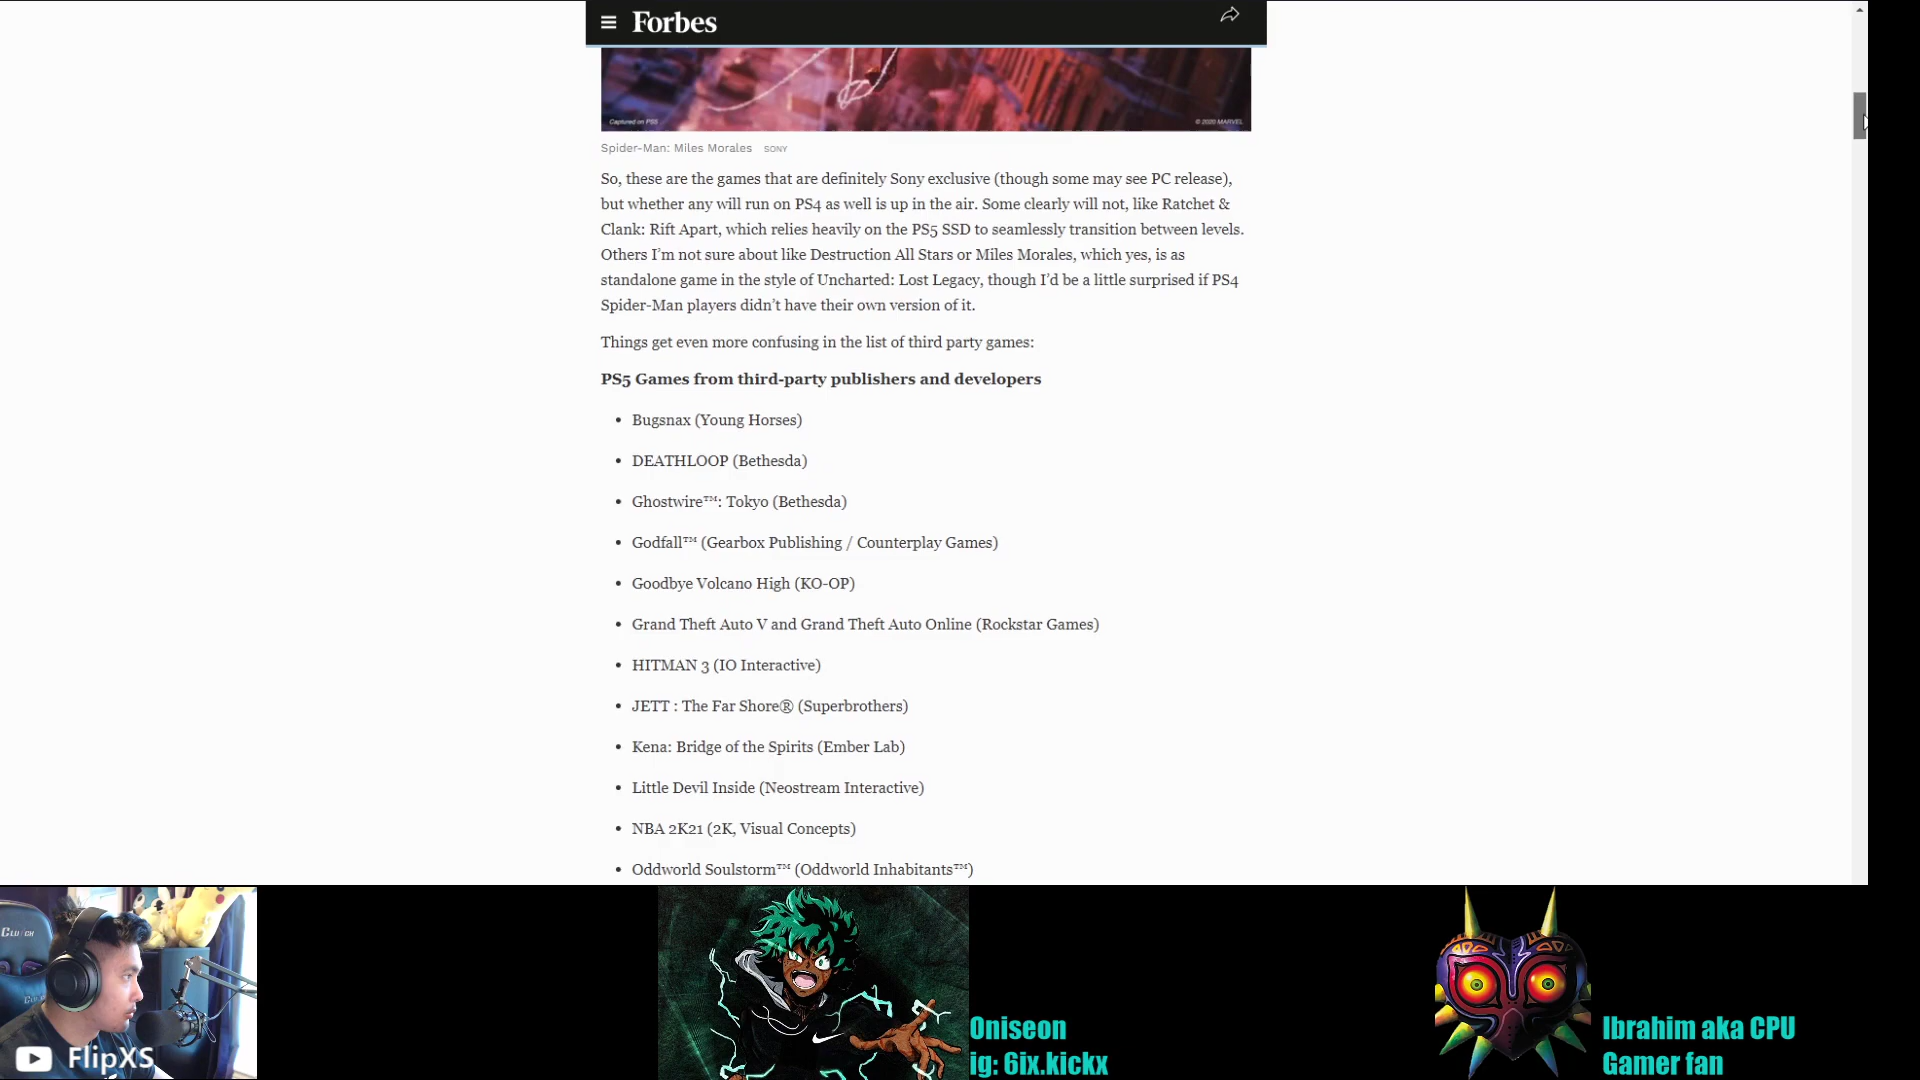 Forbes
Captured on PS5
© 2020 MARVEL
Spider-Man: Miles Morales SONY
So, these are the games that are definitely Sony exclusive (though some may see PC release),
but whether any will run on PS4 as well is up in the air. Some clearly will not, like Ratchet &
Clank: Rift Apart, which relies heavily on the PS5 SSD to seamlessly transition between levels.
Others I’m not sure about like Destruction All Stars or Miles Morales, which yes, is as
standalone game in the style of Uncharted: Lost Legacy, though I’d be a little surprised if PS4
Spider-Man players didn’t have their own version of it.
Things get even more confusing in the list of third party games:
PS5 Games from third-party publishers and developers
• Bugsnax (Young Horses)
• DEATHLOOP (Bethesda)
• Ghostwire™: Tokyo (Bethesda)
• Godfall™ (Gearbox Publishing / Counterplay Games)
• Goodbye Volcano High (KO-OP)
• Grand Theft Auto V and Grand Theft Auto Online (Rockstar Games)
• HITMAN 3 (IO Interactive)
• JETT : The Far Shore® (Superbrothers)
• Kena: Bridge of the Spirits (Ember Lab)
• Little Devil Inside (Neostream Interactive)
• NBA 2K21 (2K, Visual Concepts)
• Oddworld Soulstorm™ (Oddworld Inhabitants™)
CLUTCH
FlipXS
Oniseon
ig: 6ix.kickx
Ibrahim aka CPU
Gamer fan